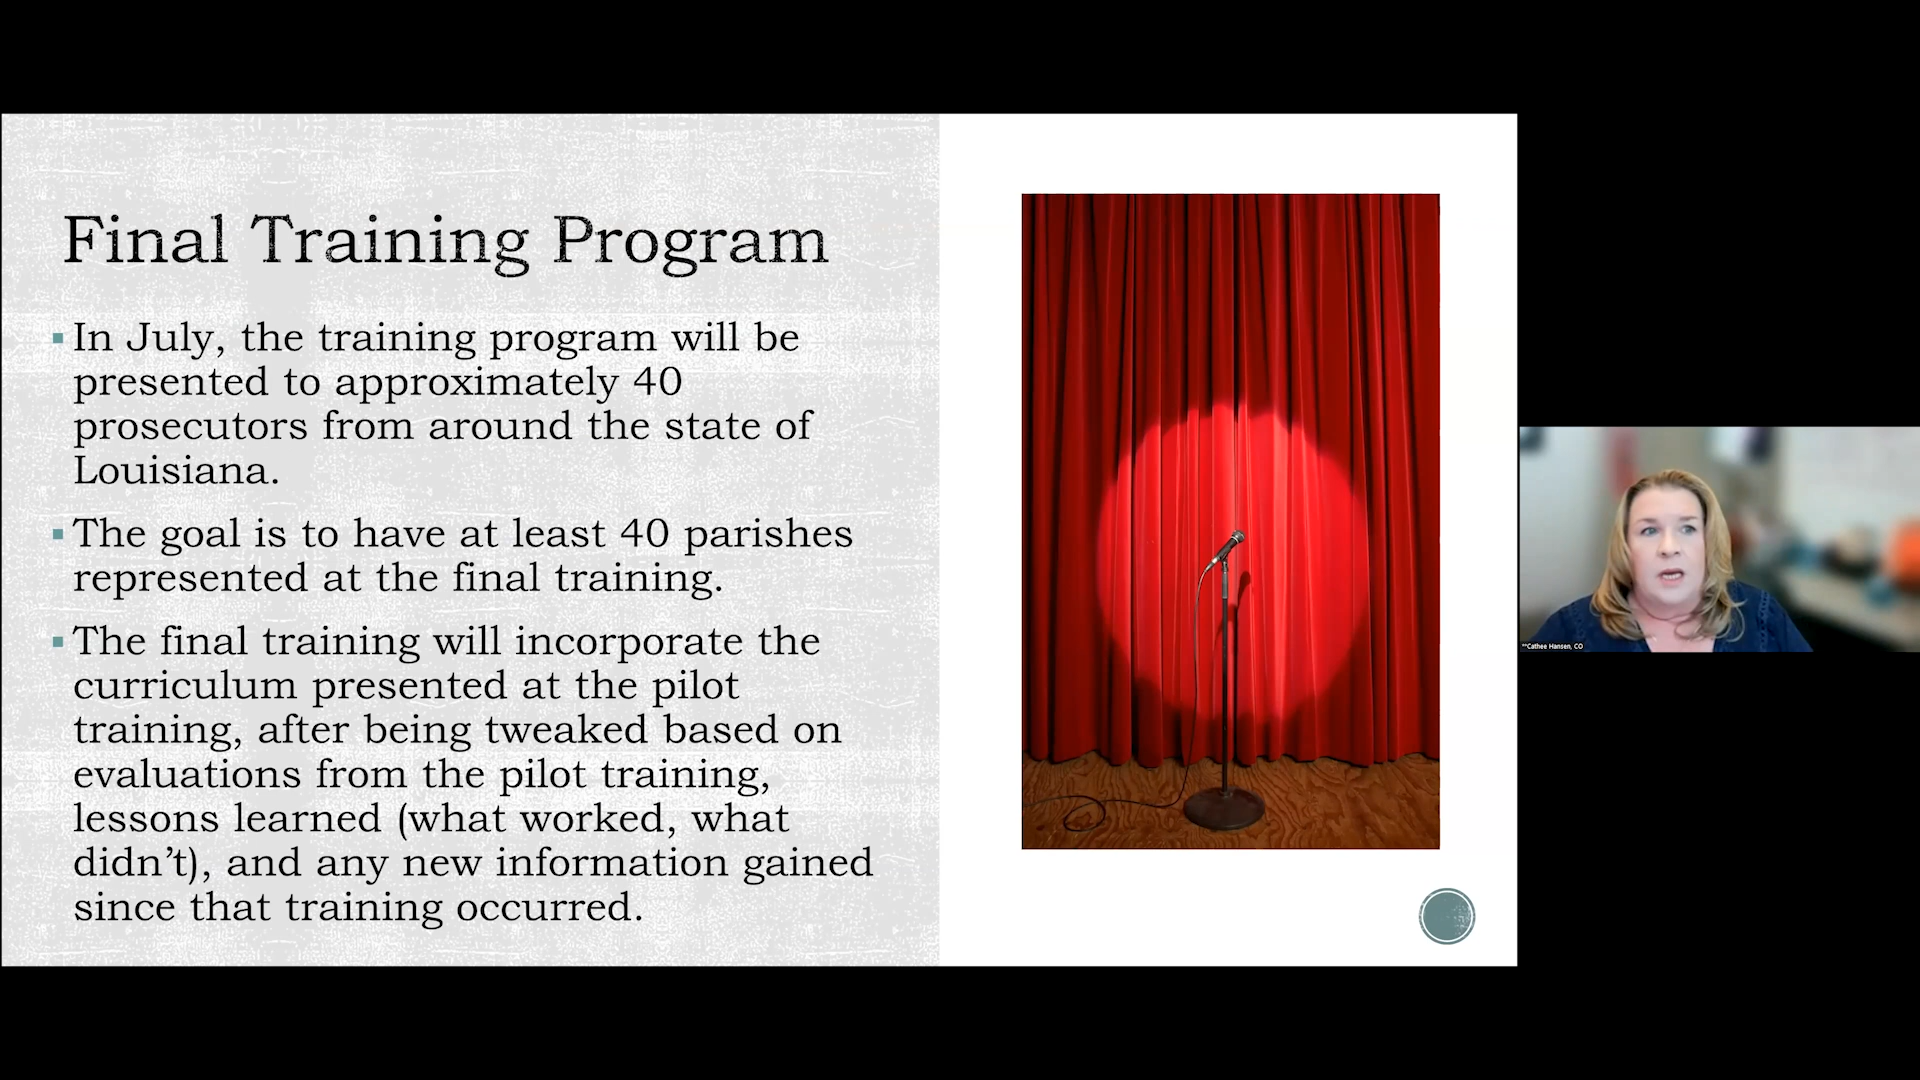 Final Training Program
In July, the training program will be
presented to approximately 40
prosecutors from around the state of
Louisiana.
The goal is to have at least 40 parishes
represented at the final training.
The final training will incorporate the
curriculum presented at the pilot
training, after being tweaked based on
evaluations from the pilot training,
lessons learned (what worked, what
didn’t), and any new information gained
since that training occurred.
**Cathee Hansen, CO